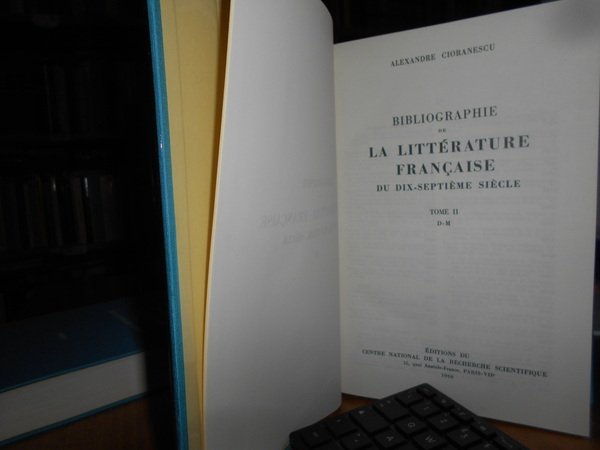 ALEXANDRE CIORANESCU
BIBLIOGRAPHIE
DE
LA LITTÉRATURE
FRANÇAISE
DU DIX-SEPTIÈME SIÈCLE
TOME II
D-M
ÉDITIONS DU
CENTRE NATIONAL DE LA RECHERCHE SCIENTIFIQUE
15, quai Anatole-France, PARIS-VIIe